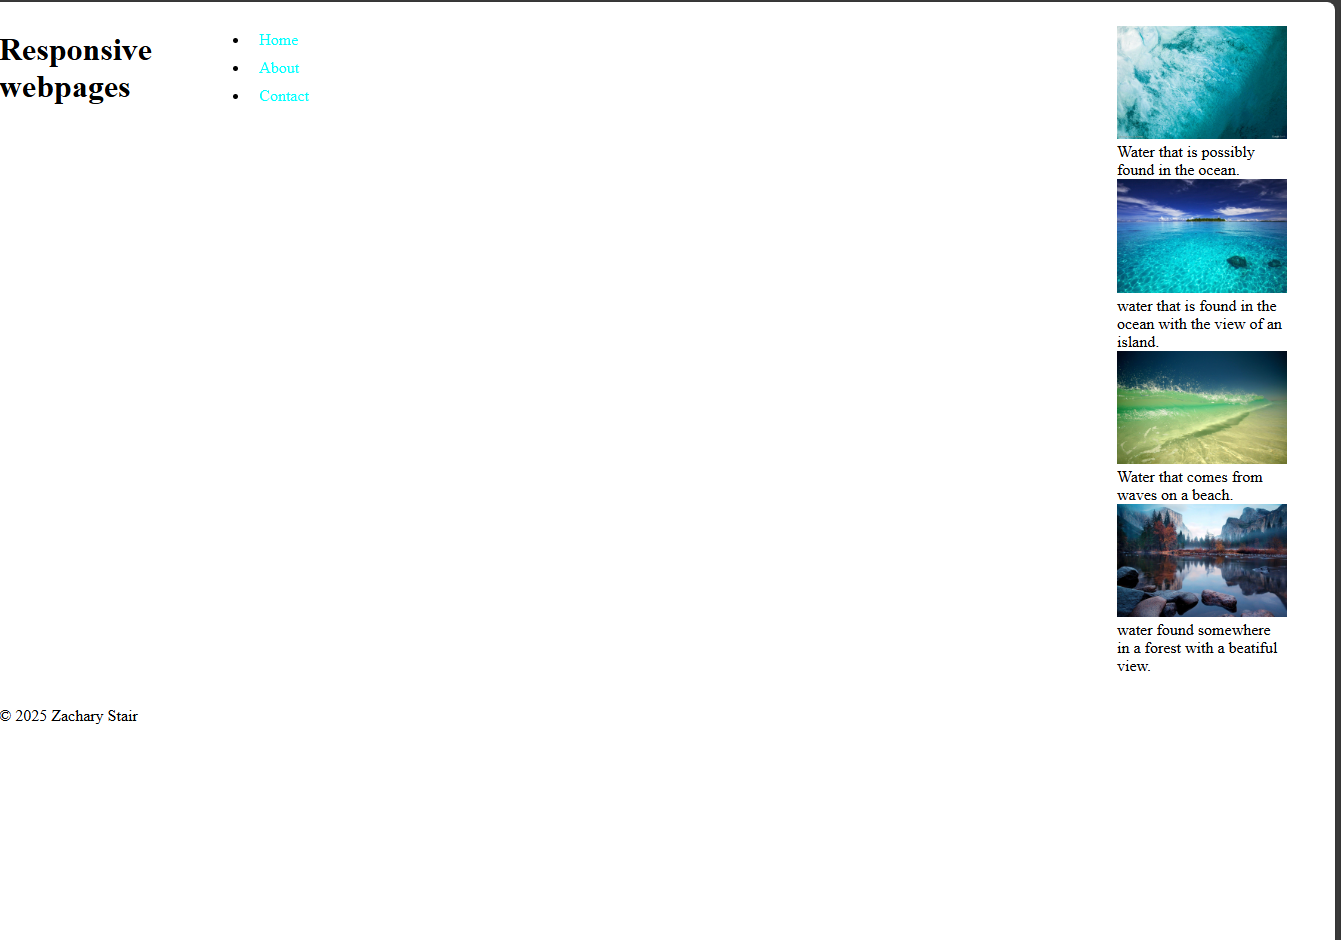 Responsive
webpages
Home
About
Contact
Water that is possibly
found in the ocean.
water that is found in the
ocean with the view of an
island.
Water that comes from
waves on a beach.
water found somewhere
in a forest with a beatiful
view.
© 2025 Zachary Stair